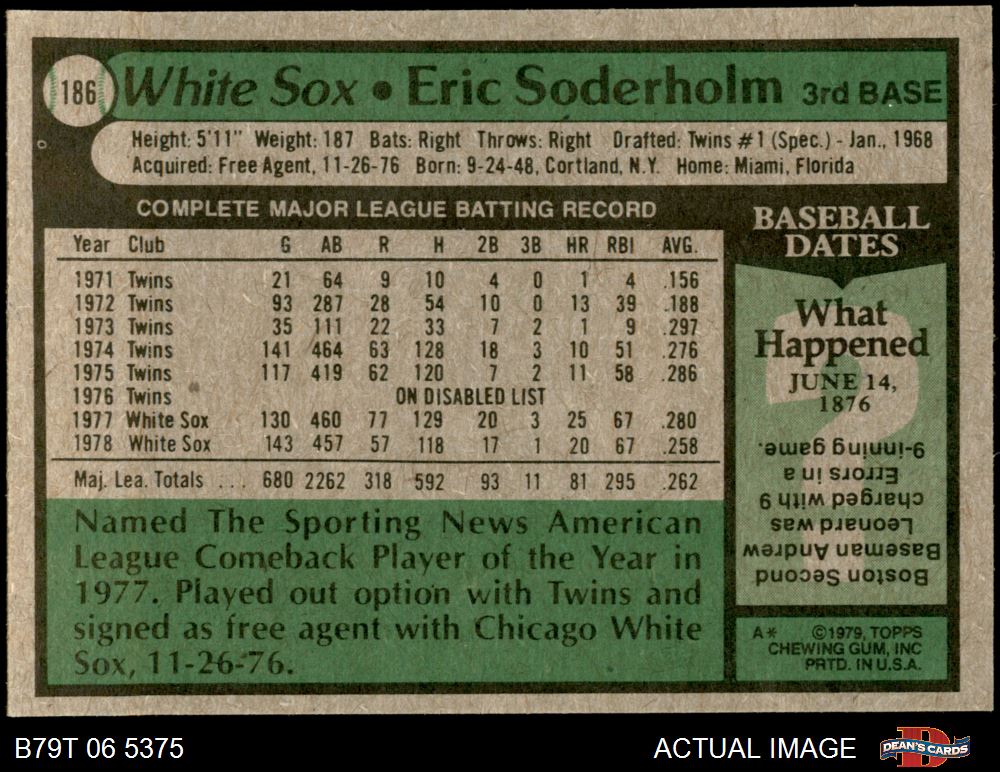 186 White Sox • Eric Soderholm 3rd BASE
Height: 5'11" Weight: 187 Bats: Right Throws: Right Drafted: Twins #1 (Spec.) - Jan., 1968
Acquired: Free Agent, 11-26-76 Born: 9-24-48, Cortland, N.Y. Home: Miami, Florida
COMPLETE MAJOR LEAGUE BATTING RECORD
Year Club G AB R H 2B 3B HR RBI AVG.
1971 Twins 21 64 9 10 4 0 1 4 .156
1972 Twins 93 287 28 54 10 0 13 39 .188
1973 Twins 35 111 22 33 7 2 1 9 .297
1974 Twins 141 464 63 128 18 3 10 51 .276
1975 Twins 117 419 62 120 7 2 11 58 .286
1976 Twins ON DISABLED LIST
1977 White Sox 130 460 77 129 20 3 25 67 .280
1978 White Sox 143 457 57 118 17 1 20 67 .258
Maj. Lea. Totals . . . 680 2262 318 592 93 11 81 295 .262
Named The Sporting News American
League Comeback Player of the Year in
1977. Played out option with Twins and
signed as free agent with Chicago White
Sox, 11-26-76.
BASEBALL
DATES
What
Happened
JUNE 14,
1876
?
Boston Second
Baseman Andrew
Leonard was
charged with 9
Errors in a
9-inning game.
A* ©1979, TOPPS
CHEWING GUM, INC
PRTD. IN U.S.A.
B79T 06 5375
ACTUAL IMAGE
D
DEAN'S CARDS